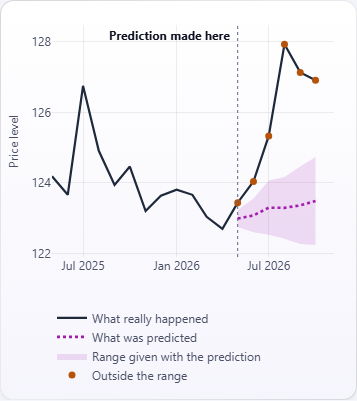 Prediction made here
128
126
124
122
Price level
Jul 2025
Jan 2026
Jul 2026
What really happened
What was predicted
Range given with the prediction
Outside the range